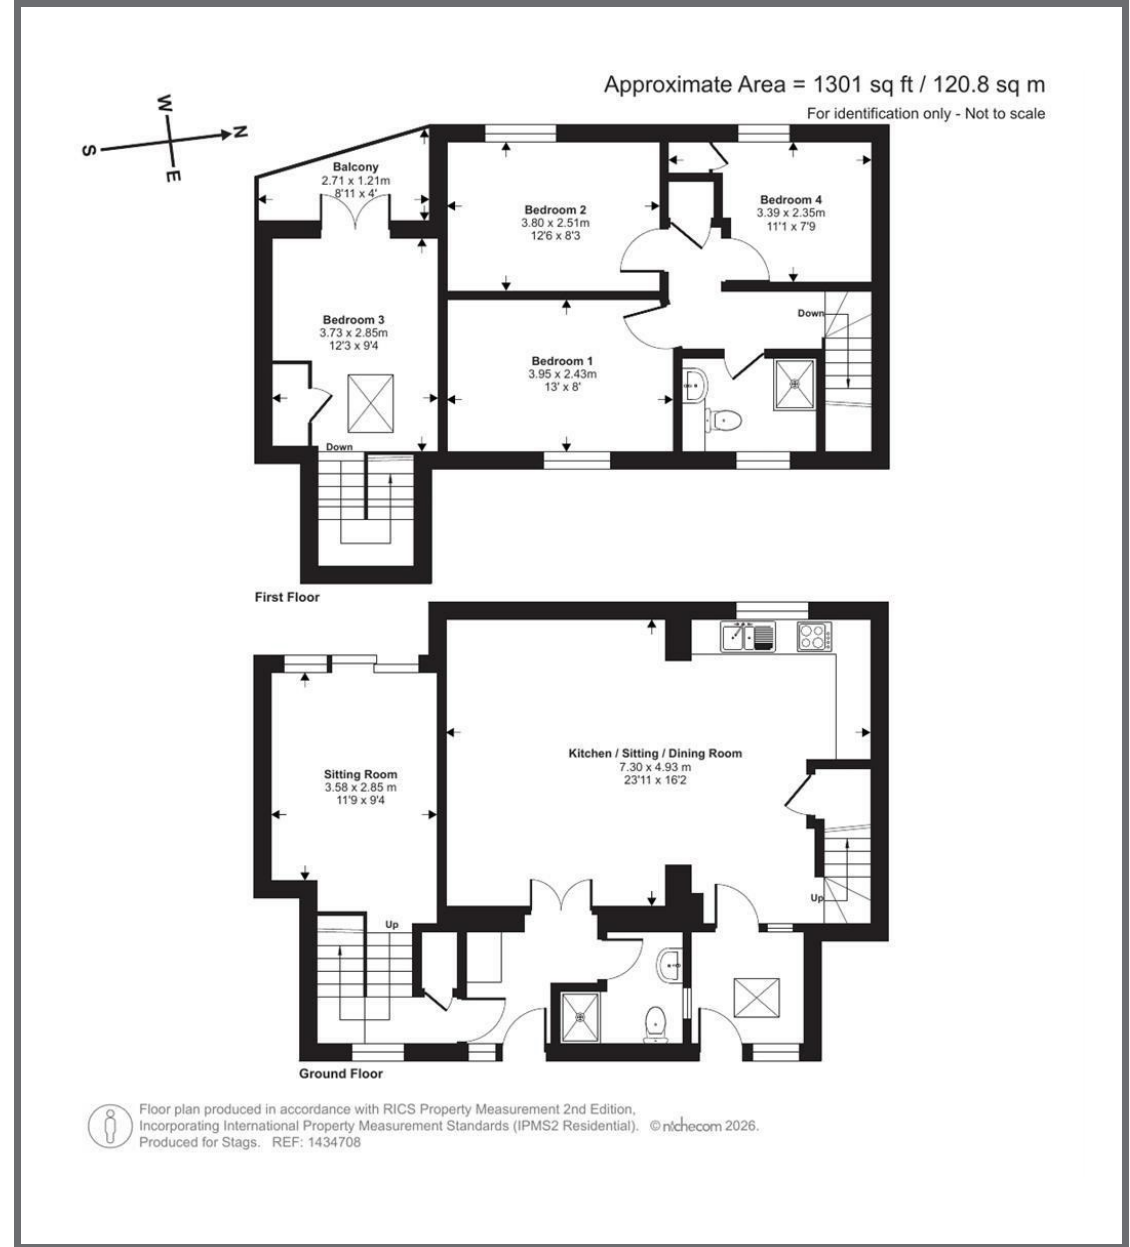 Approximate Area = 1301 sq ft / 120.8 sq m
For identification only - Not to scale
W
N
S
E
Balcony
2.71 x 1.21m
8'11 x 4'
Bedroom 2
3.80 x 2.51m
12'6 x 8'3
Bedroom 4
3.39 x 2.35m
11'1 x 7'9
Bedroom 3
3.73 x 2.85m
12'3 x 9'4
Down
Bedroom 1
3.95 x 2.43m
13' x 8'
Down
First Floor
Sitting Room
3.58 x 2.85 m
11'9 x 9'4
Kitchen / Sitting / Dining Room
7.30 x 4.93 m
23'11 x 16'2
Up
Up
Ground Floor
Floor plan produced in accordance with RICS Property Measurement 2nd Edition,
Incorporating International Property Measurement Standards (IPMS2 Residential). © nichecom 2026.
Produced for Stags. REF: 1434708